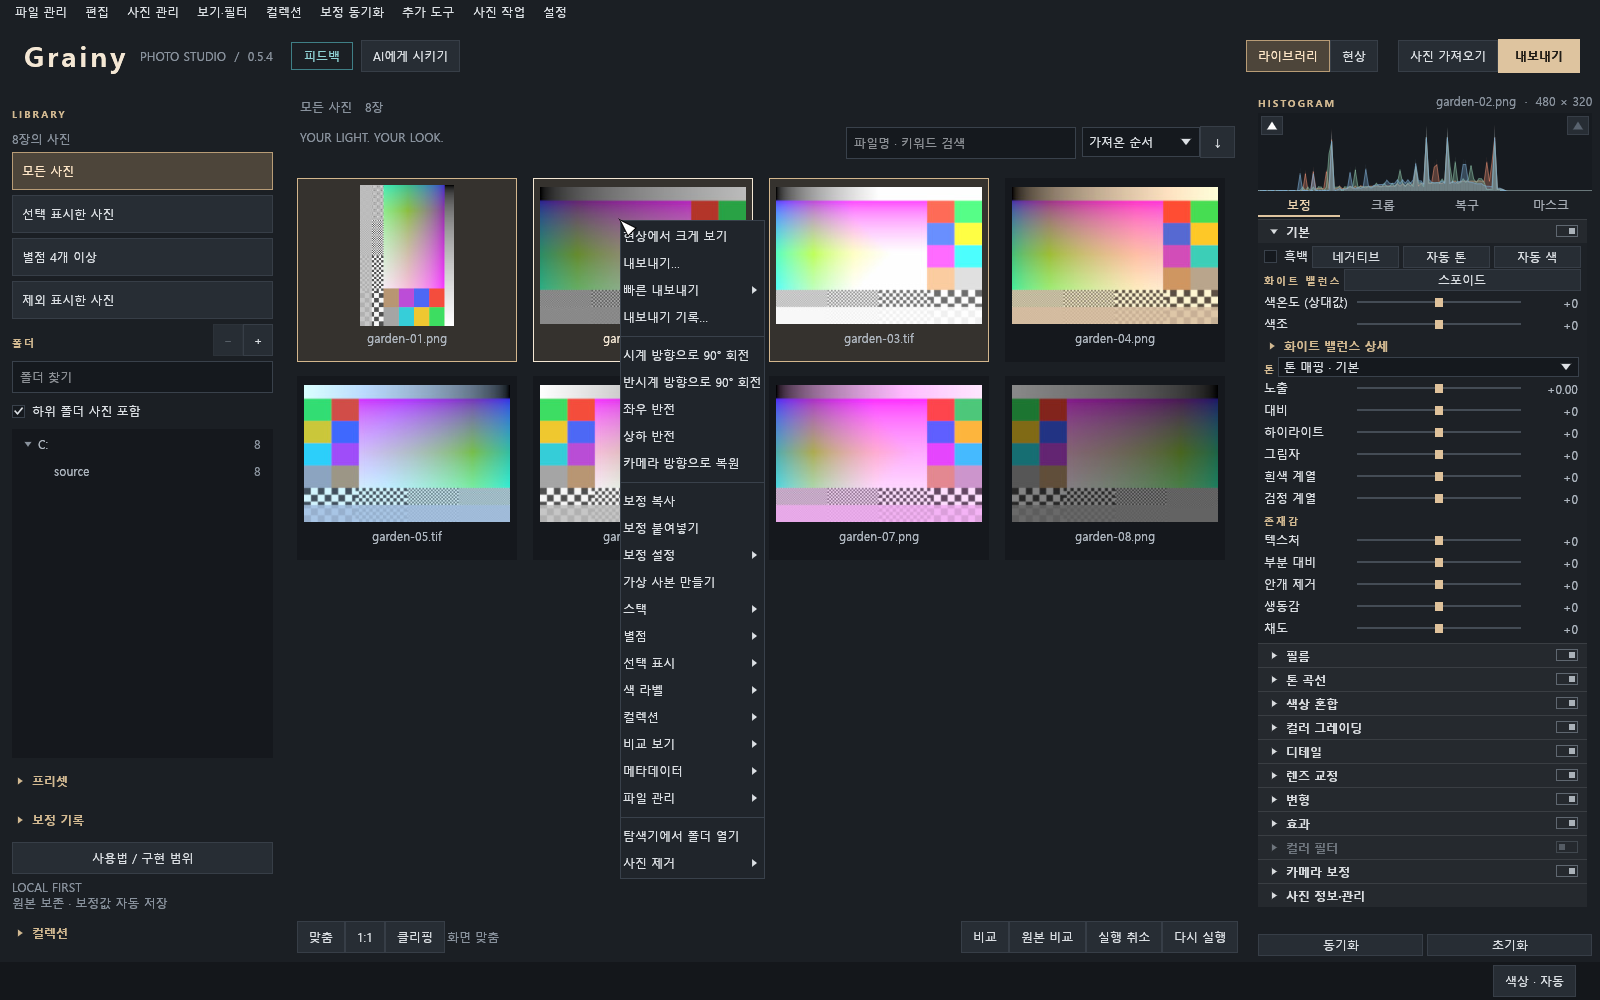 파일 관리 편집 사진 관리 보기·필터 컬렉션 보정 동기화 추가 도구 사진 작업 설정
Grainy PHOTO STUDIO / 0.5.4 피드백 AI에게 시키기 라이브러리 현상 사진 가져오기 내보내기
LIBRARY
8장의 사진
모든 사진
선택 표시한 사진
별점 4개 이상
제외 표시한 사진
폴더 − +
폴더 찾기
하위 폴더 사진 포함
C: 8
source 8
프리셋
보정 기록
사용법 / 구현 범위
LOCAL FIRST
원본 보존 · 보정값 자동 저장
컬렉션
모든 사진 8장
YOUR LIGHT. YOUR LOOK.
파일명 · 키워드 검색 가져온 순서 ↓
garden-01.png
gar
garden-03.tif
garden-04.png
garden-05.tif
gar
garden-07.png
garden-08.png
현상에서 크게 보기
내보내기...
빠른 내보내기
내보내기 기록...
시계 방향으로 90° 회전
반시계 방향으로 90° 회전
좌우 반전
상하 반전
카메라 방향으로 복원
보정 복사
보정 붙여넣기
보정 설정
가상 사본 만들기
스택
별점
선택 표시
색 라벨
컬렉션
비교 보기
메타데이터
파일 관리
탐색기에서 폴더 열기
사진 제거
맞춤 1:1 클리핑 화면 맞춤 비교 원본 비교 실행 취소 다시 실행
HISTOGRAM garden-02.png · 480 × 320
보정 크롭 복구 마스크
기본
흑백 네거티브 자동 톤 자동 색
화이트 밸런스 스포이드
색온도 (상대값) +0
색조 +0
화이트 밸런스 상세
톤 톤 매핑 · 기본
노출 +0.00
대비 +0
하이라이트 +0
그림자 +0
흰색 계열 +0
검정 계열 +0
존재감
텍스처 +0
부분 대비 +0
안개 제거 +0
생동감 +0
채도 +0
필름
톤 곡선
색상 혼합
컬러 그레이딩
디테일
렌즈 교정
변형
효과
컬러 필터
카메라 보정
사진 정보·관리
동기화 초기화
색상 · 자동